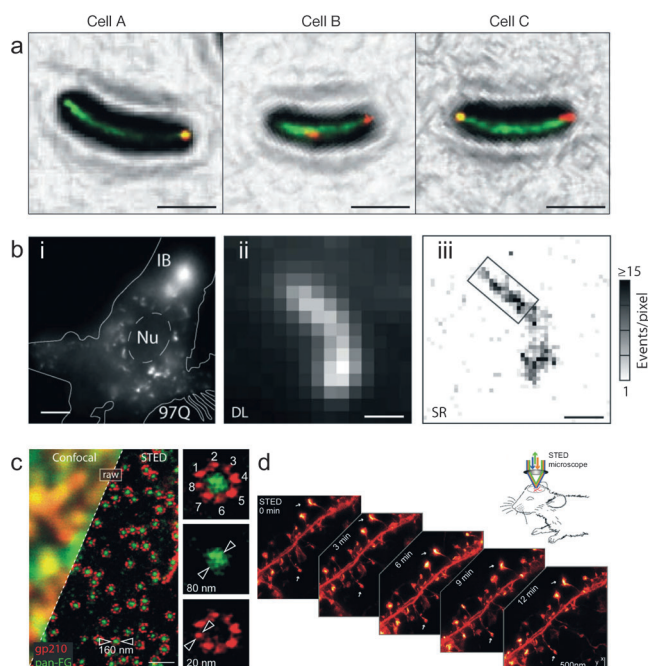 Cell A
Cell B
Cell C
a
b
i
IB
Nu
97Q
ii
DL
iii
SR
≥15
Events/pixel
1
c
Confocal
STED
raw
gp210
pan-FG
160 nm
1
2
3
4
5
6
7
8
80 nm
20 nm
d
STED
microscope
STED
0 min
3 min
6 min
9 min
12 min
500nm